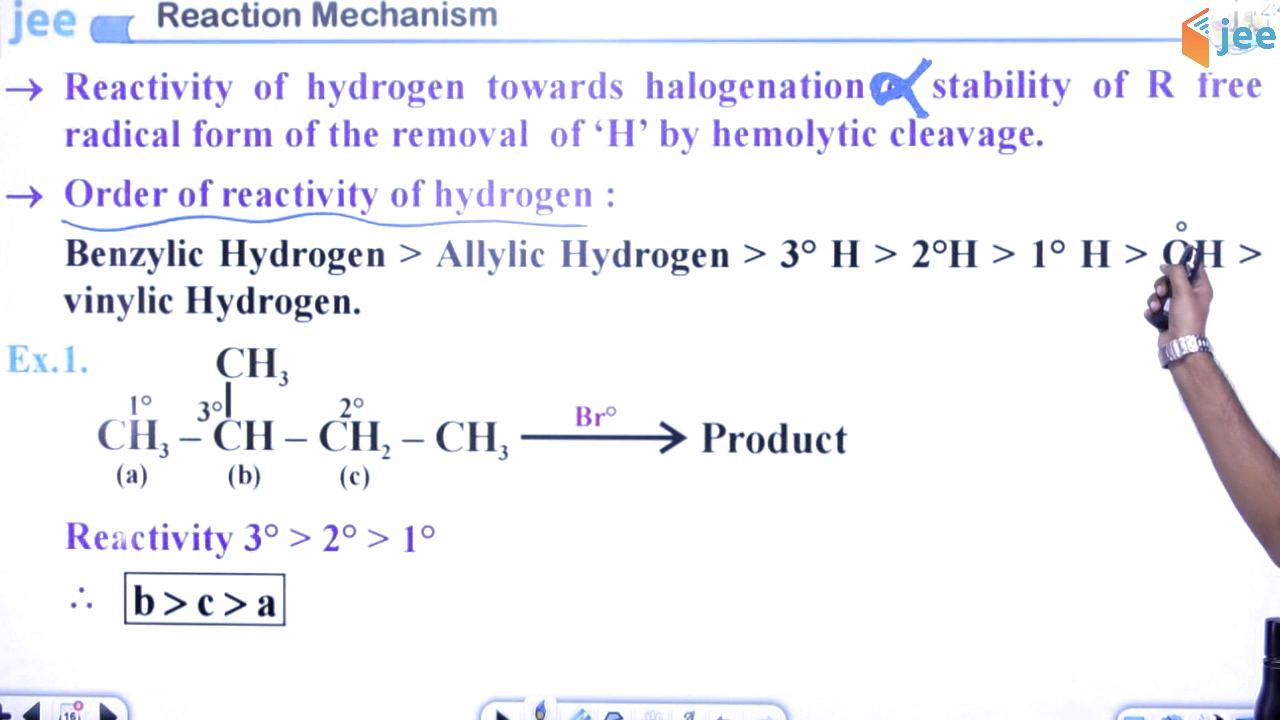 jee
Reaction Mechanism
jee
→ Reactivity of hydrogen towards halogenation ∝ stability of R free
radical form of the removal of ‘H’ by hemolytic cleavage.
→ Order of reactivity of hydrogen :
Benzylic Hydrogen > Allylic Hydrogen > 3° H > 2°H > 1° H > CH >
vinylic Hydrogen.
Ex.1. CH₃
1° 3° 2° Br°
CH₃ – CH – CH₂ – CH₃ → Product
(a) (b) (c)
Reactivity 3° > 2° > 1°
∴ b > c > a
16